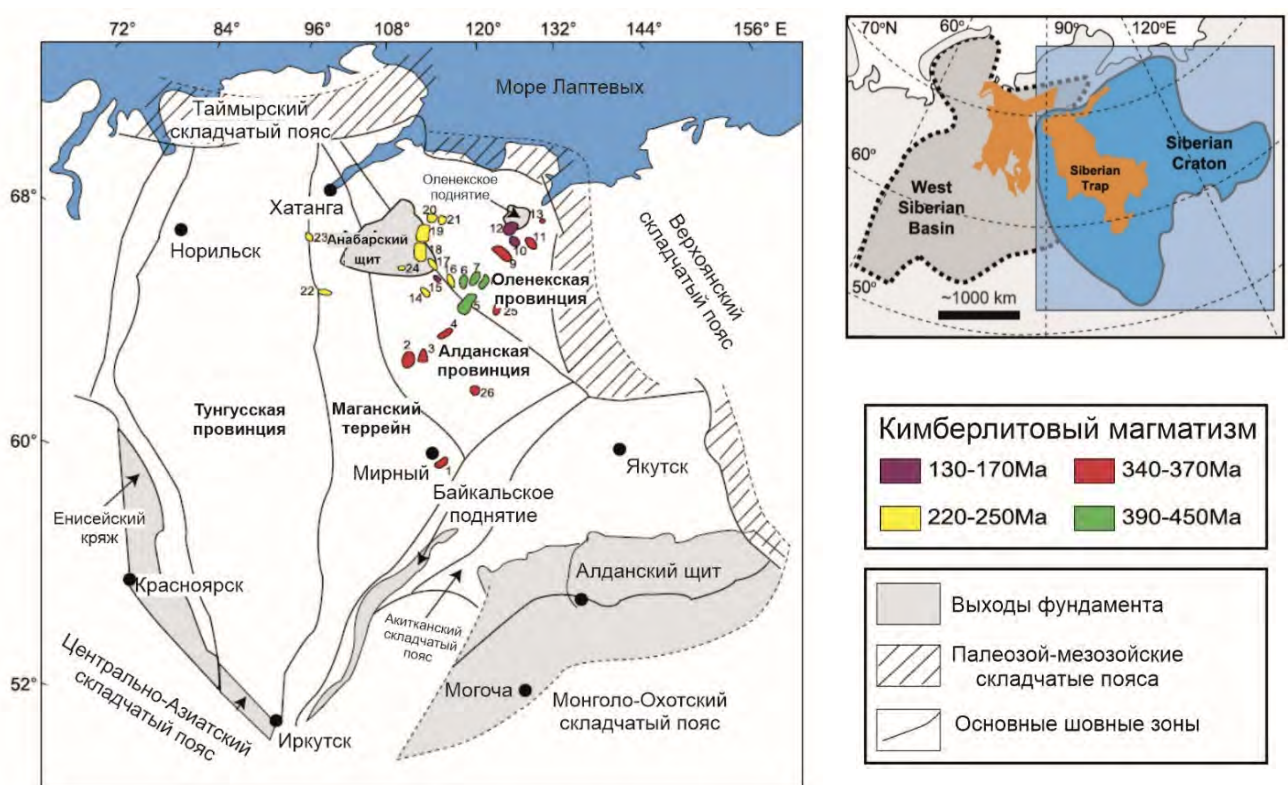 72°
84°
96°
108°
120°
132°
144°
156° E
Море Лаптевых
Таймырский
складчатый пояс
68°
Хатанга
Норильск
Оленекское
поднятие
20
21
13
12
19
11
10
23
Анабарский
щит
18
9
17
24
16
6
7
8
15
Оленекская
провинция
22
14
5
25
Верхоянский
складчатый пояс
4
2
3
Алданская
провинция
26
Тунгусская
провинция
Маганский
террейн
60°
Мирный
1
Якутск
Байкальское
поднятие
Енисейский
кряж
Красноярск
Алданский щит
Акитканский
складчатый
пояс
52°
Центрально-Азиатский
складчатый пояс
Могоча
Монголо-Охотский
складчатый пояс
Иркутск
70°N
60°
90°
120°E
60°
50°
West
Siberian
Basin
Siberian
Trap
Siberian
Craton
~1000 km
Кимберлитовый магматизм
130-170Ma
340-370Ma
220-250Ma
390-450Ma
Выходы фундамента
Палеозой-мезозойские
складчатые пояса
Основные шовные зоны